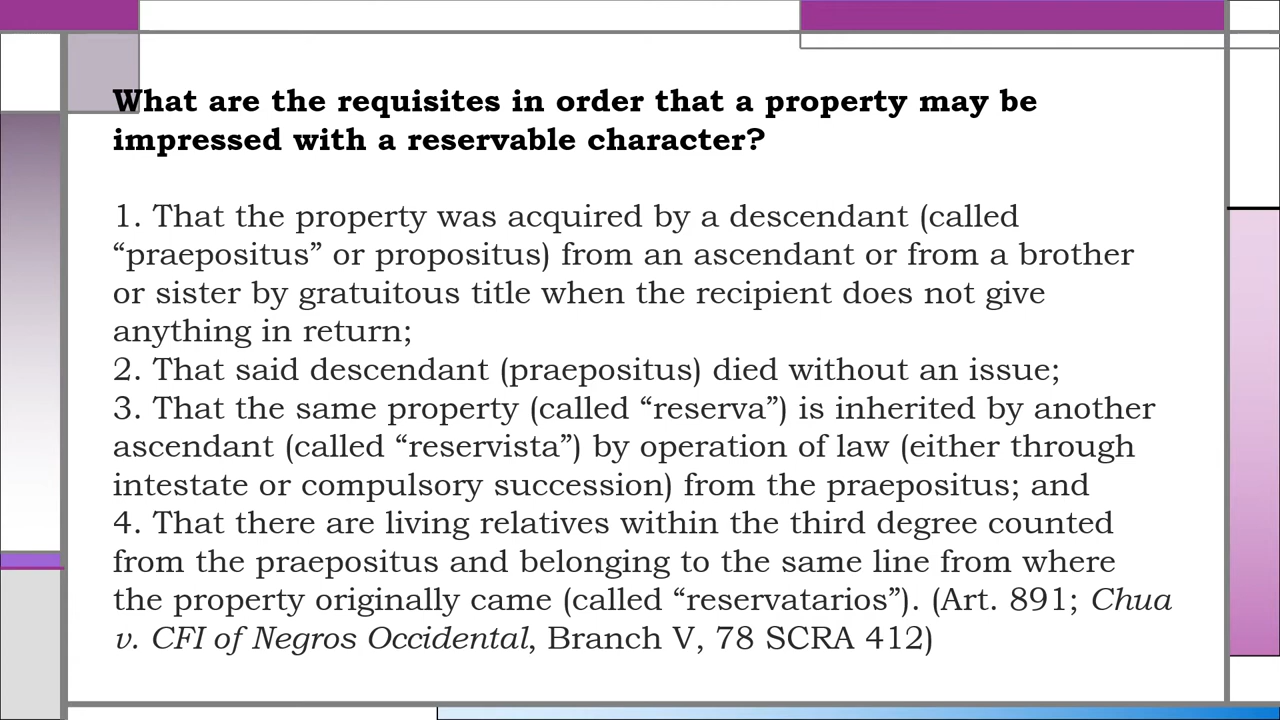 What are the requisites in order that a property may be
impressed with a reservable character?
1. That the property was acquired by a descendant (called
“praepositus” or propositus) from an ascendant or from a brother
or sister by gratuitous title when the recipient does not give
anything in return;
2. That said descendant (praepositus) died without an issue;
3. That the same property (called “reserva”) is inherited by another
ascendant (called “reservista”) by operation of law (either through
intestate or compulsory succession) from the praepositus; and
4. That there are living relatives within the third degree counted
from the praepositus and belonging to the same line from where
the property originally came (called “reservatarios”). (Art. 891; Chua
v. CFI of Negros Occidental, Branch V, 78 SCRA 412)